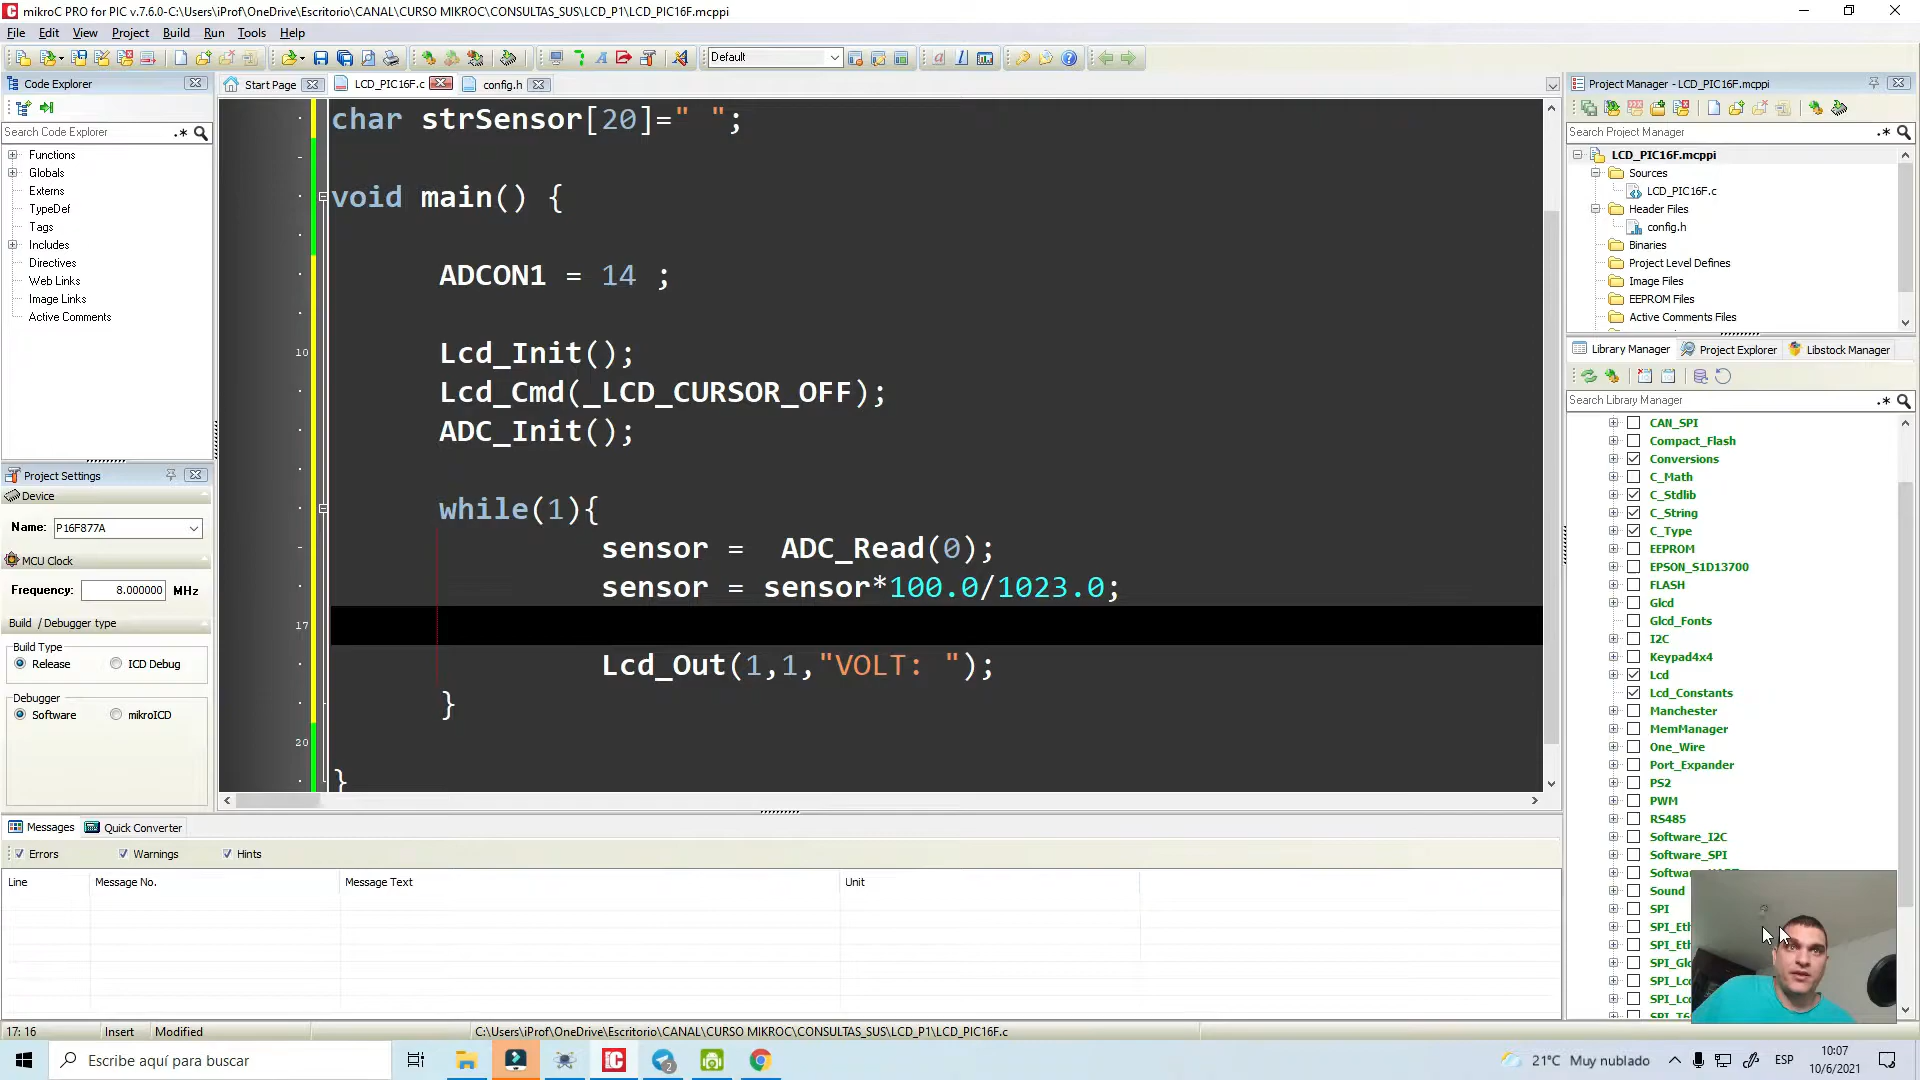 mikroC PRO for PIC v.7.6.0-C:\Users\iProf\OneDrive\Escritorio\CANAL\CURSO MIKROC\CONSULTAS_SUS\LCD_P1\LCD_PIC16F.mcppi
File Edit View Project Build Run Tools Help
Default
Code Explorer
Search Code Explorer .*
Functions
Globals
Externs
TypeDef
Tags
Includes
Directives
Web Links
Image Links
Active Comments
Project Settings
Device
Name: P16F877A
MCU Clock
Frequency: 8.000000 MHz
Build / Debugger type
Build Type
Release ICD Debug
Debugger
Software mikroICD
Start Page LCD_PIC16F.c config.h
char strSensor[20]=" ";
void main() {
ADCON1 = 14 ;
10 Lcd_Init();
Lcd_Cmd(_LCD_CURSOR_OFF);
ADC_Init();
while(1){
sensor = ADC_Read(0);
sensor = sensor*100.0/1023.0;
17
Lcd_Out(1,1,"VOLT: ");
}
20
}
Project Manager - LCD_PIC16F.mcppi
Search Project Manager .*
LCD_PIC16F.mcppi
Sources
LCD_PIC16F.c
Header Files
config.h
Binaries
Project Level Defines
Image Files
EEPROM Files
Active Comments Files
Library Manager Project Explorer Libstock Manager
Search Library Manager .*
CAN_SPI
Compact_Flash
Conversions
C_Math
C_Stdlib
C_String
C_Type
EEPROM
EPSON_S1D13700
FLASH
Glcd
Glcd_Fonts
I2C
Keypad4x4
Lcd
Lcd_Constants
Manchester
MemManager
One_Wire
Port_Expander
PS2
PWM
RS485
Software_I2C
Software_SPI
Sound
SPI
Messages Quick Converter
Errors Warnings Hints
Line Message No. Message Text Unit
17: 16 Insert Modified C:\Users\iProf\OneDrive\Escritorio\CANAL\CURSO MIKROC\CONSULTAS_SUS\LCD_P1\LCD_PIC16F.c
Escribe aquí para buscar
2
21°C Muy nublado
ESP
10:07
10/6/2021